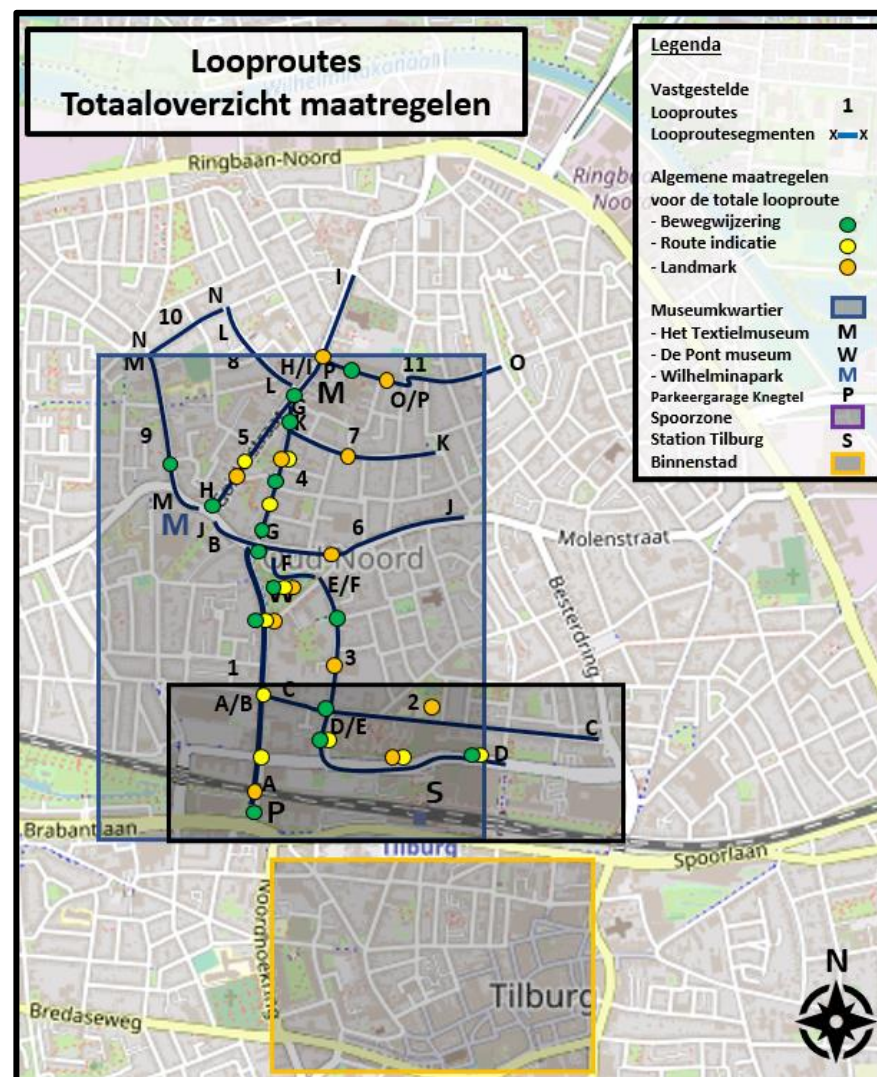 Looproutes
Totaaloverzicht maatregelen
Legenda
Vastgestelde
Looproutes 1
Looproutesegmenten x x
Algemene maatregelen
voor de totale looproute
- Bewegwijzering
- Route indicatie
- Landmark
Museumkwartier
- Het Textielmuseum M
- De Pont museum W
- Wilhelminapark M
Parkeergarage Knegtel P
Spoorzone
Station Tilburg S
Binnenstad
Wilhelminakanaal
Ringbaan-Noord
I
N
10
N
L
M
8
H/I
P
11
O
L
M
O/P
G
K
5
7
K
9
4
H
M
J
M
J
B
G
6
Molenstraat
Oud-Noord
F
E/F
W
Besterdring
3
1
C
2
A/B
D/E
C
D
A
S
P
Brabantlaan
Tilburg
Spoorlaan
Noordhoekring
N
Tilburg
Bredaseweg